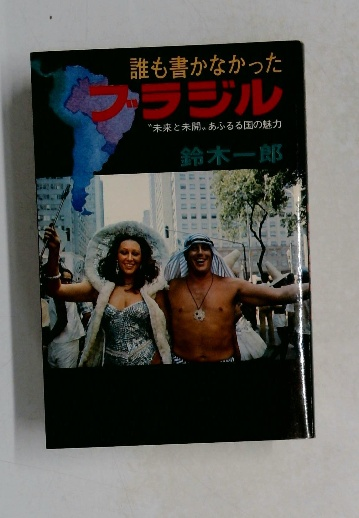 誰も書かなかった
ブラジル
〝未来と未開〟あふるる国の魅力
鈴木一郎